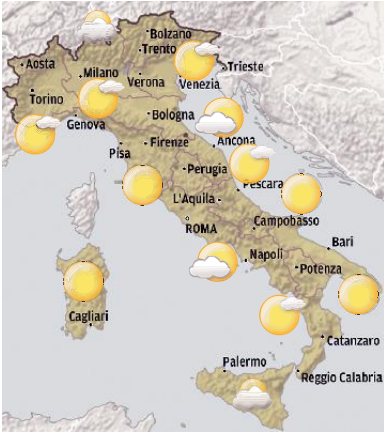 Bolzano
Trento
Aosta
Milano
Trieste
Verona
Venezia
Torino
Genova
Bologna
Pisa
Firenze
Ancona
Perugia
Pescara
L'Aquila
Campobasso
ROMA
Bari
Napoli
Potenza
Cagliari
Catanzaro
Palermo
Reggio Calabria